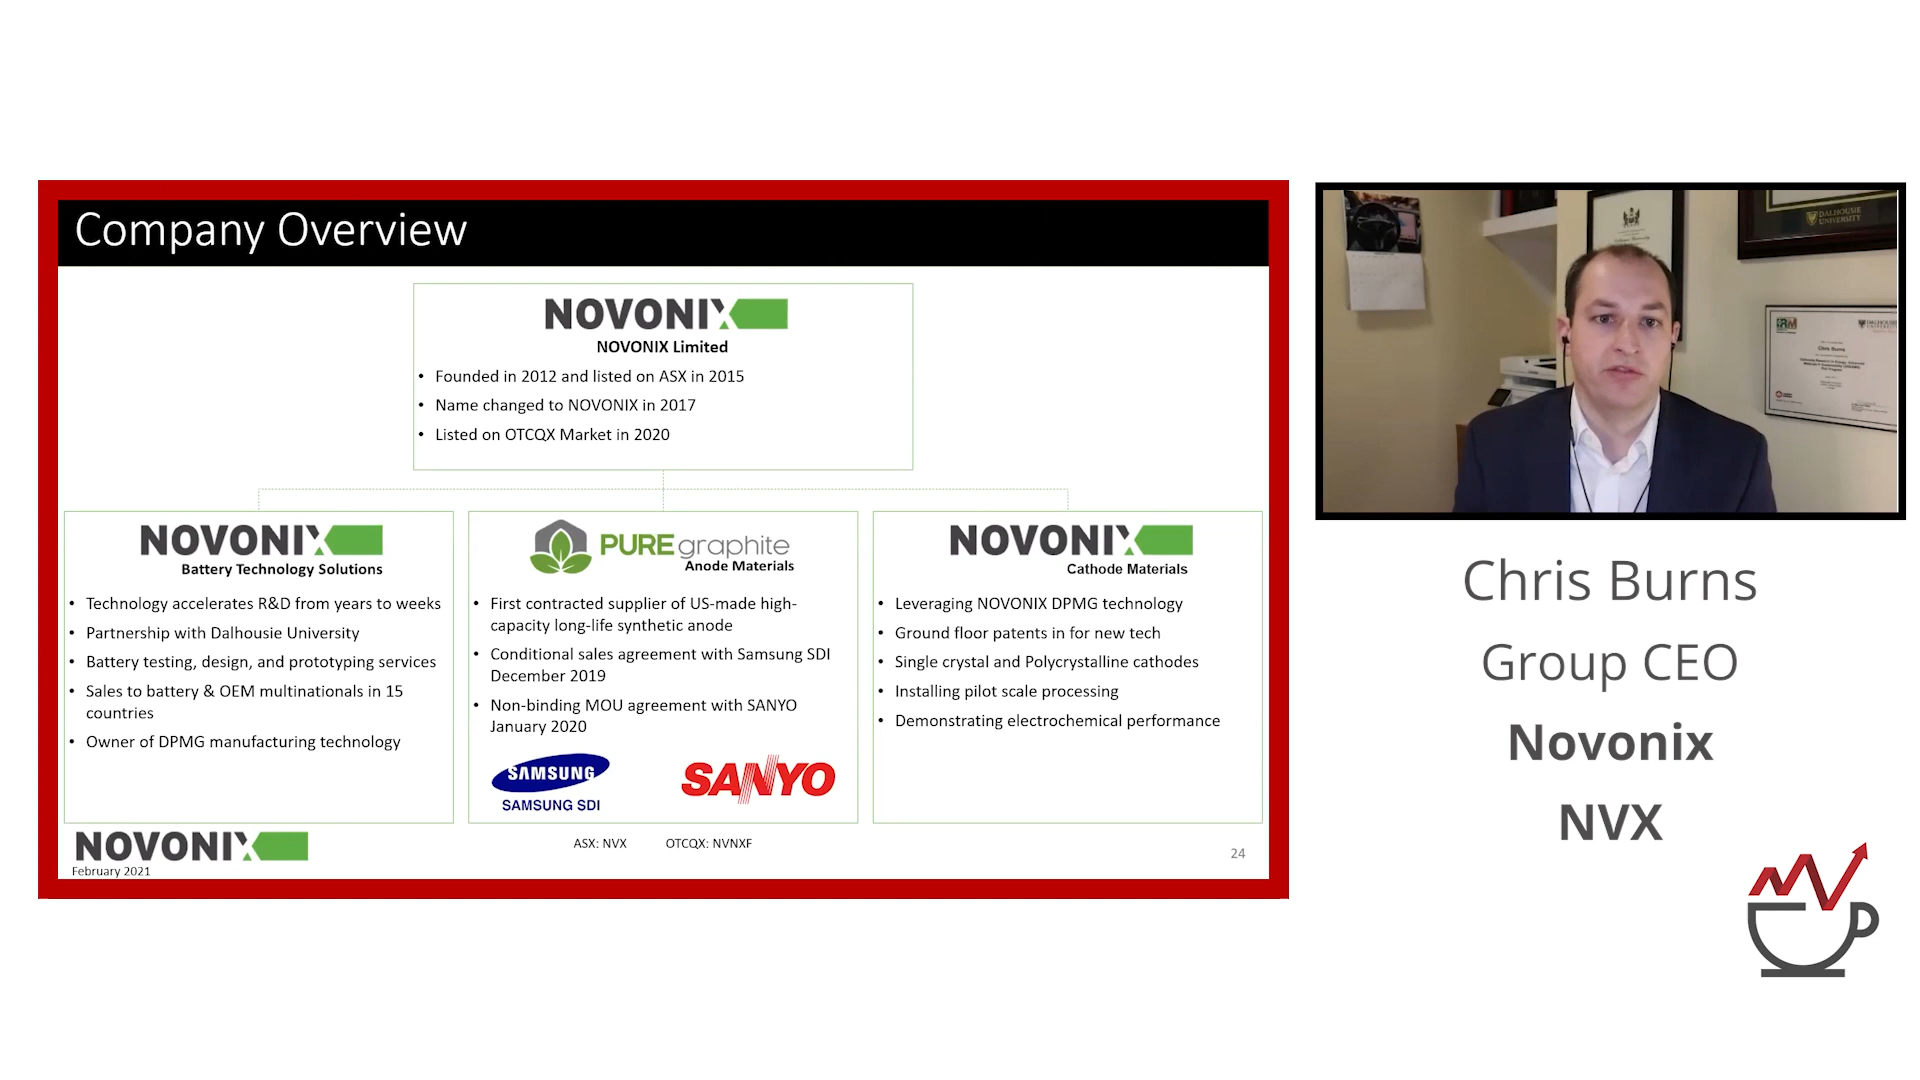 Company Overview
NOVONIX
NOVONIX Limited
• Founded in 2012 and listed on ASX in 2015
• Name changed to NOVONIX in 2017
• Listed on OTCQX Market in 2020
NOVONIX
Battery Technology Solutions
• Technology accelerates R&D from years to weeks
• Partnership with Dalhousie University
• Battery testing, design, and prototyping services
• Sales to battery & OEM multinationals in 15
countries
• Owner of DPMG manufacturing technology
PUREgraphite
Anode Materials
• First contracted supplier of US-made high-
capacity long-life synthetic anode
• Conditional sales agreement with Samsung SDI
December 2019
• Non-binding MOU agreement with SANYO
January 2020
SAMSUNG
SAMSUNG SDI
SANYO
NOVONIX
Cathode Materials
• Leveraging NOVONIX DPMG technology
• Ground floor patents in for new tech
• Single crystal and Polycrystalline cathodes
• Installing pilot scale processing
• Demonstrating electrochemical performance
NOVONIX
February 2021
ASX: NVX OTCQX: NVNXF
24
DALHOUSIE
UNIVERSITY
Chris Burns
Chris Burns
Group CEO
Novonix
NVX